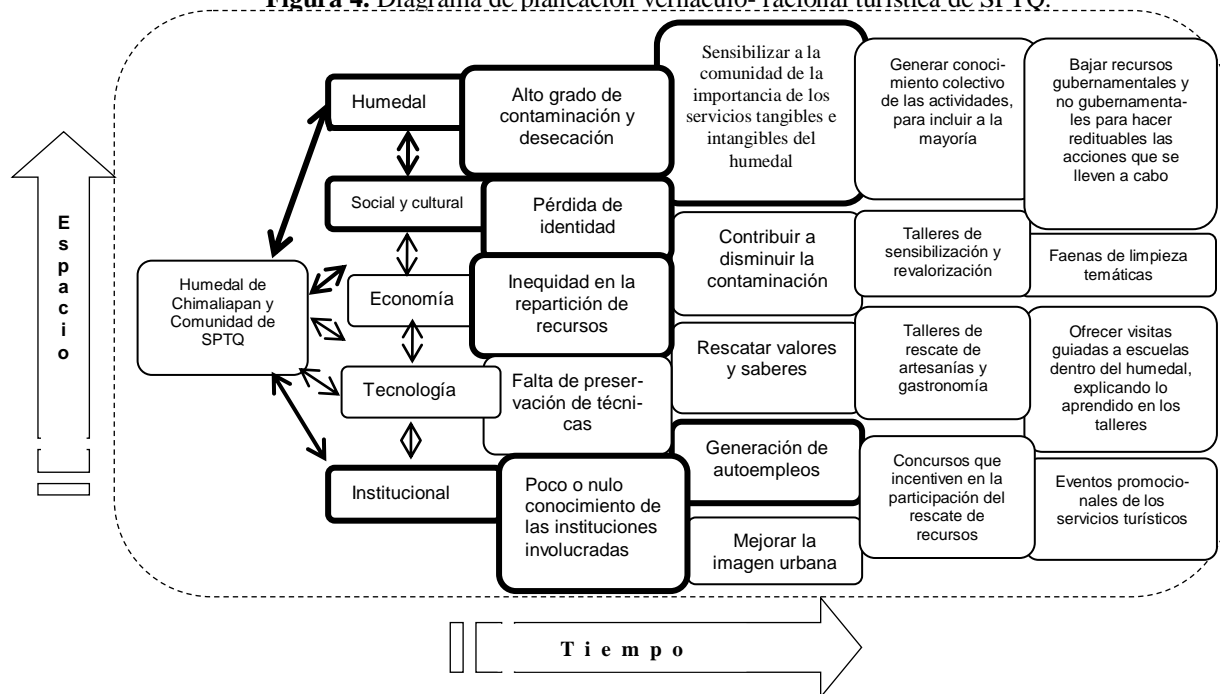 Figura 4. Diagrama de planeación vernáculo- racional turística de SPTQ.
Espacio
Humedal de
Chimaliapan y
Comunidad de
SPTQ
Humedal
Social y cultural
Economía
Tecnología
Institucional
Alto grado de
contaminación y
desecación
Pérdida de
identidad
Inequidad en la
repartición de
recursos
Falta de preser-
vación de técni-
cas
Poco o nulo
conocimiento de
las instituciones
involucradas
Sensibilizar a la
comunidad de la
importancia de los
servicios tangibles e
intangibles del
humedal
Contribuir a
disminuir la
contaminación
Rescatar valores
y saberes
Generación de
autoempleos
Mejorar la
imagen urbana
Generar conoci-
miento colectivo
de las actividades,
para incluir a la
mayoría
Talleres de
sensibilización y
revalorización
Talleres de
rescate de
artesanías y
gastronomía
Concursos que
incentiven en la
participación del
rescate de
recursos
Bajar recursos
gubernamentales y
no gubernamenta-
les para hacer
redituables las
acciones que se
lleven a cabo
Faenas de limpieza
temáticas
Ofrecer visitas
guiadas a escuelas
dentro del humedal,
explicando lo
aprendido en los
talleres
Eventos promocio-
nales de los
servicios turísticos
Tiempo